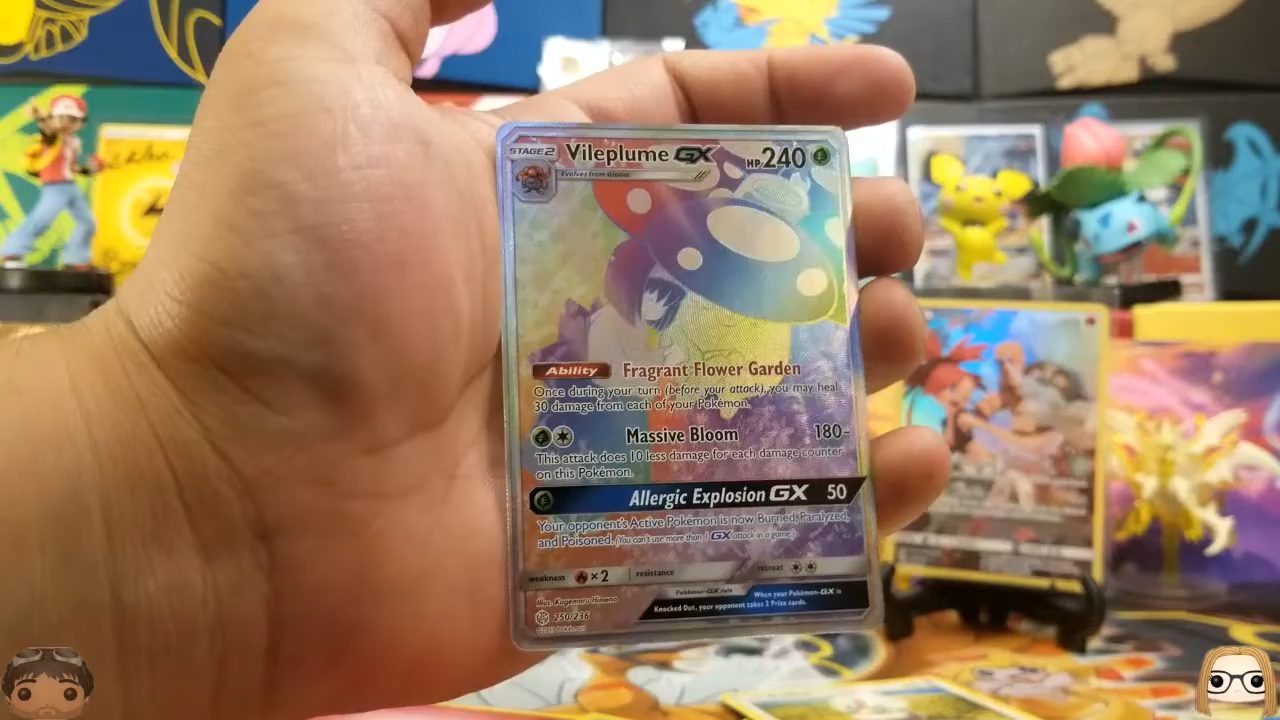 STAGE2 Vileplume GX HP240
Evolves from Gloom
Ability Fragrant Flower Garden
Once during your turn (before your attack), you may heal
30 damage from each of your Pokémon.
Massive Bloom 180-
This attack does 10 less damage for each damage counter
on this Pokémon.
Allergic Explosion GX 50
Your opponent's Active Pokémon is now Burned, Paralyzed,
and Poisoned. (You can't use more than 1 GX attack in a game.)
weakness ×2 resistance retreat
Illus. Kagemaru Himeno
Pokémon-GX rule
When your Pokémon-GX is
Knocked Out, your opponent takes 2 Prize cards.
250/236
©2019 Pokémon